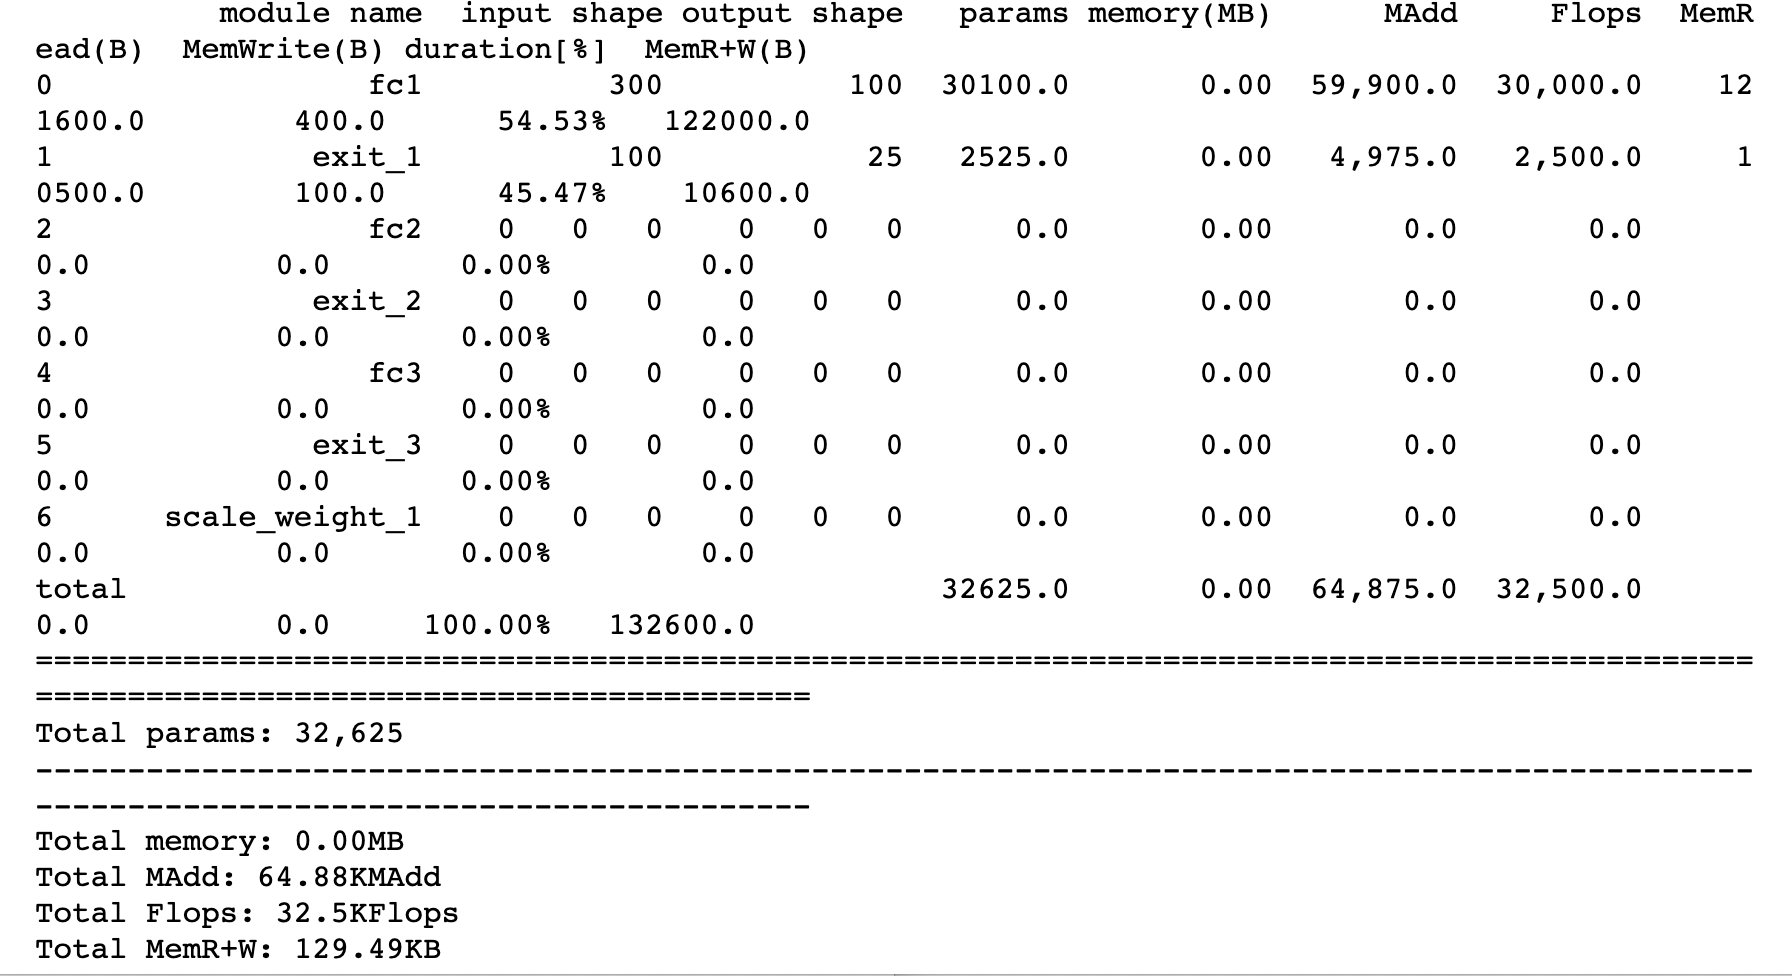 module name input shape output shape params memory(MB) MAdd Flops MemR
ead(B) MemWrite(B) duration[%] MemR+W(B)
0 fc1 300 100 30100.0 0.00 59,900.0 30,000.0 12
1600.0 400.0 54.53% 122000.0
1 exit_1 100 25 2525.0 0.00 4,975.0 2,500.0 1
0500.0 100.0 45.47% 10600.0
2 fc2 0 0 0 0 0 0 0.0 0.00 0.0 0.0
0.0 0.0 0.00% 0.0
3 exit_2 0 0 0 0 0 0 0.0 0.00 0.0 0.0
0.0 0.0 0.00% 0.0
4 fc3 0 0 0 0 0 0 0.0 0.00 0.0 0.0
0.0 0.0 0.00% 0.0
5 exit_3 0 0 0 0 0 0 0.0 0.00 0.0 0.0
0.0 0.0 0.00% 0.0
6 scale_weight_1 0 0 0 0 0 0 0.0 0.00 0.0 0.0
0.0 0.0 0.00% 0.0
total 32625.0 0.00 64,875.0 32,500.0
0.0 0.0 100.00% 132600.0
=============================================================================================
==========================================
Total params: 32,625
---------------------------------------------------------------------------------------------
------------------------------------------
Total memory: 0.00MB
Total MAdd: 64.88KMAdd
Total Flops: 32.5KFlops
Total MemR+W: 129.49KB